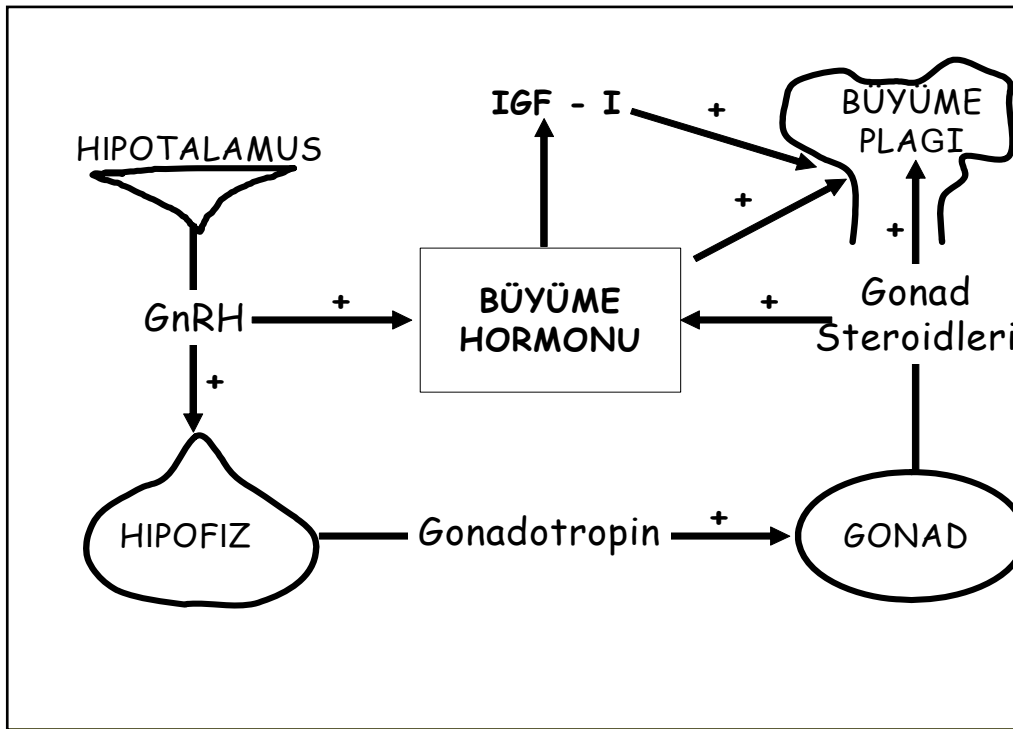 IGF - I
+
BÜYÜME
PLAGI
HIPOTALAMUS
+
+
GnRH
+
BÜYÜME
HORMONU
+
Gonad
Steroidleri
+
HIPOFIZ
Gonadotropin
+
GONAD